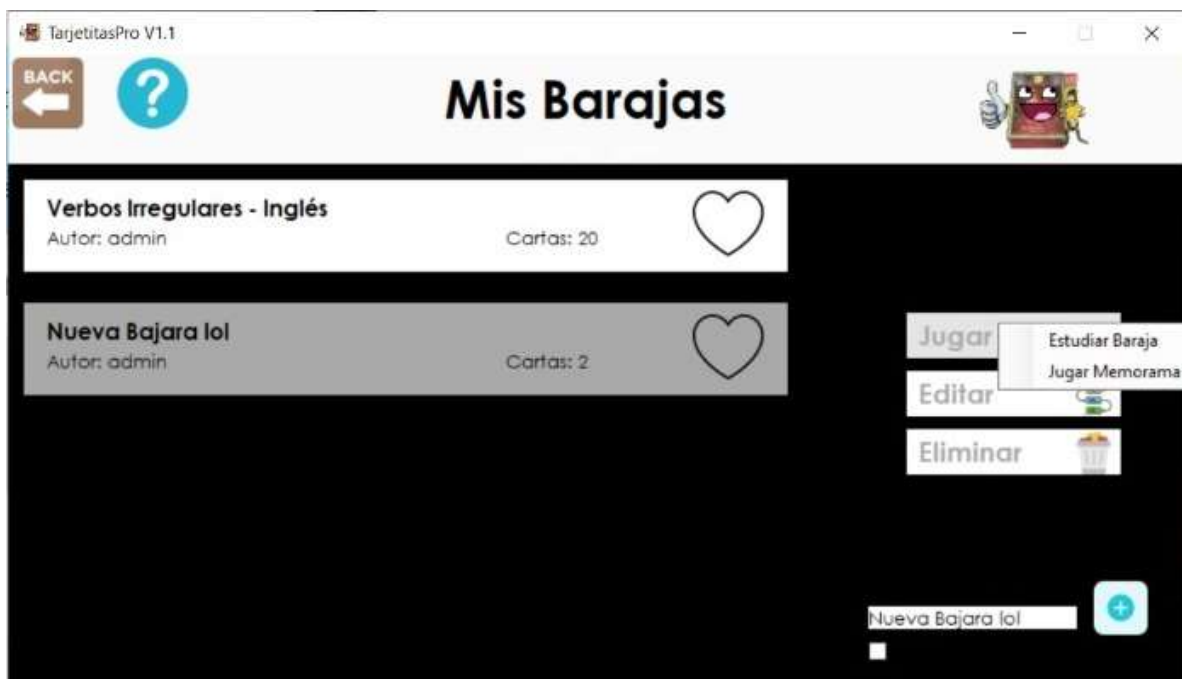 TarjetitasPro V1.1
BACK
?
Mis Barajas
Verbos Irregulares - Inglés
Autor: admin
Cartas: 20
Nueva Bajara lol
Autor: admin
Cartas: 2
Jugar
Estudiar Baraja
Jugar Memorama
Editar
Eliminar
Nueva Bajara lol